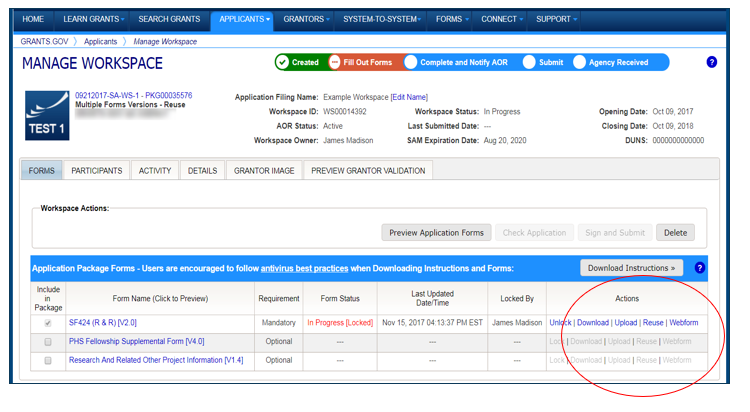 HOME LEARN GRANTS SEARCH GRANTS APPLICANTS GRANTORS SYSTEM-TO-SYSTEM FORMS CONNECT SUPPORT
GRANTS.GOV 〉 Applicants 〉 Manage Workspace
MANAGE WORKSPACE
Created Fill Out Forms Complete and Notify AOR Submit Agency Received ?
TEST 1
09212017-SA-WS-1 - PKG00035576
Multiple Forms Versions - Reuse
Application Filing Name: Example Workspace [Edit Name]
Workspace ID: WS00014392 Workspace Status: In Progress Opening Date: Oct 09, 2017
AOR Status: Active Last Submitted Date: --- Closing Date: Oct 09, 2018
Workspace Owner: James Madison SAM Expiration Date: Aug 20, 2020 DUNS: 0000000000000
FORMS PARTICIPANTS ACTIVITY DETAILS GRANTOR IMAGE PREVIEW GRANTOR VALIDATION
Workspace Actions:
Preview Application Forms Check Application Sign and Submit Delete
Application Package Forms - Users are encouraged to follow antivirus best practices when Downloading Instructions and Forms: Download Instructions » ?
Include in Package Form Name (Click to Preview) Requirement Form Status Last Updated Date/Time Locked By Actions
SF424 (R & R) [V2.0] Mandatory In Progress [Locked] Nov 15, 2017 04:13:37 PM EST James Madison Unlock | Download | Upload | Reuse | Webform
PHS Fellowship Supplemental Form [V4.0] Optional --- --- --- Lock | Download | Upload | Reuse | Webform
Research And Related Other Project Information [V1.4] Optional --- --- --- Lock | Download | Upload | Reuse | Webform